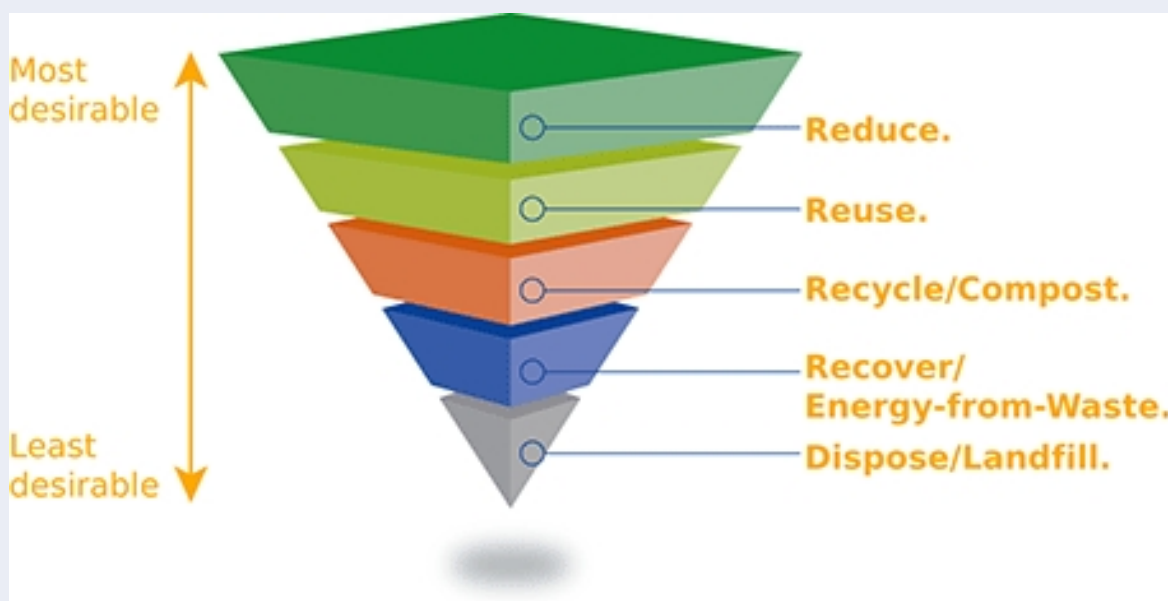 Most
desirable
Reduce.
Reuse.
Recycle/Compost.
Recover/
Energy-from-Waste.
Least
desirable
Dispose/Landfill.